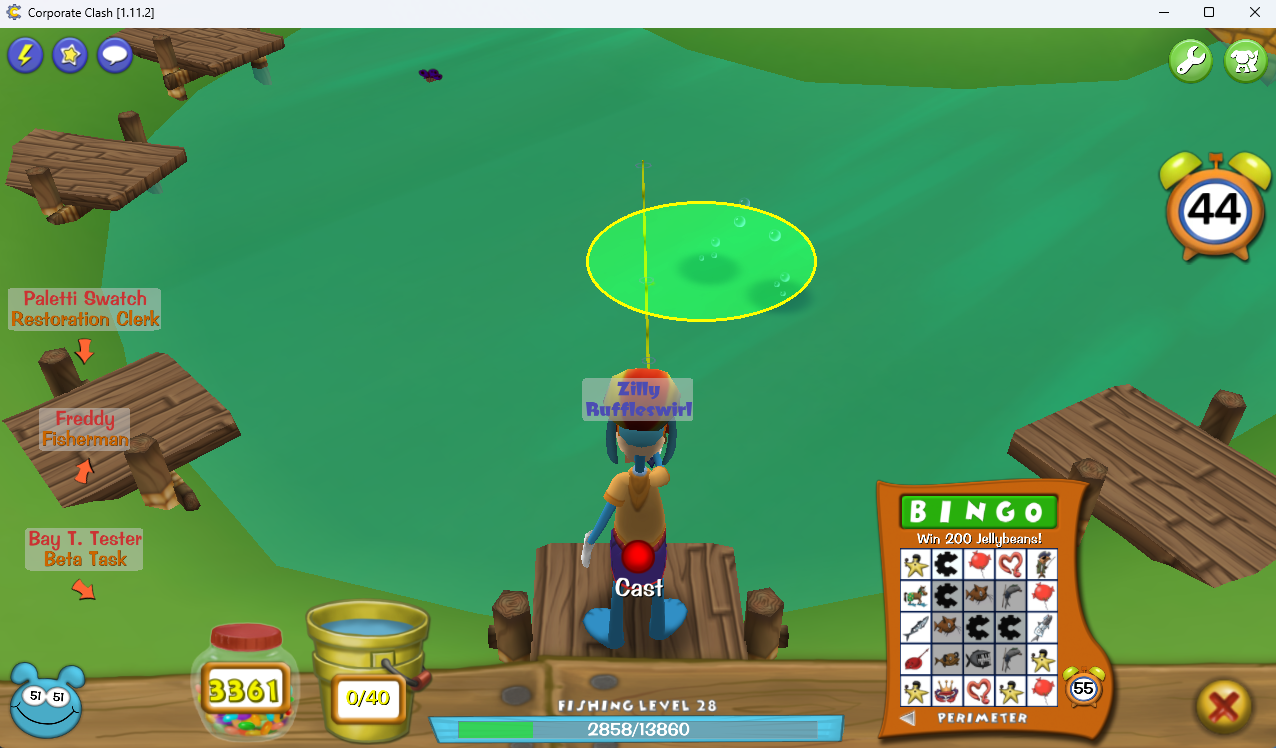 Corporate Clash [1.11.2]
44
Paletti Swatch
Restoration Clerk
Freddy
Fisherman
Zilly
Ruffleswirl
Bay T. Tester
Beta Task
Cast
BINGO
Win 200 Jellybeans!
55
PERIMETER
51 51
3361
0/40
FISHING LEVEL 28
2858/13860